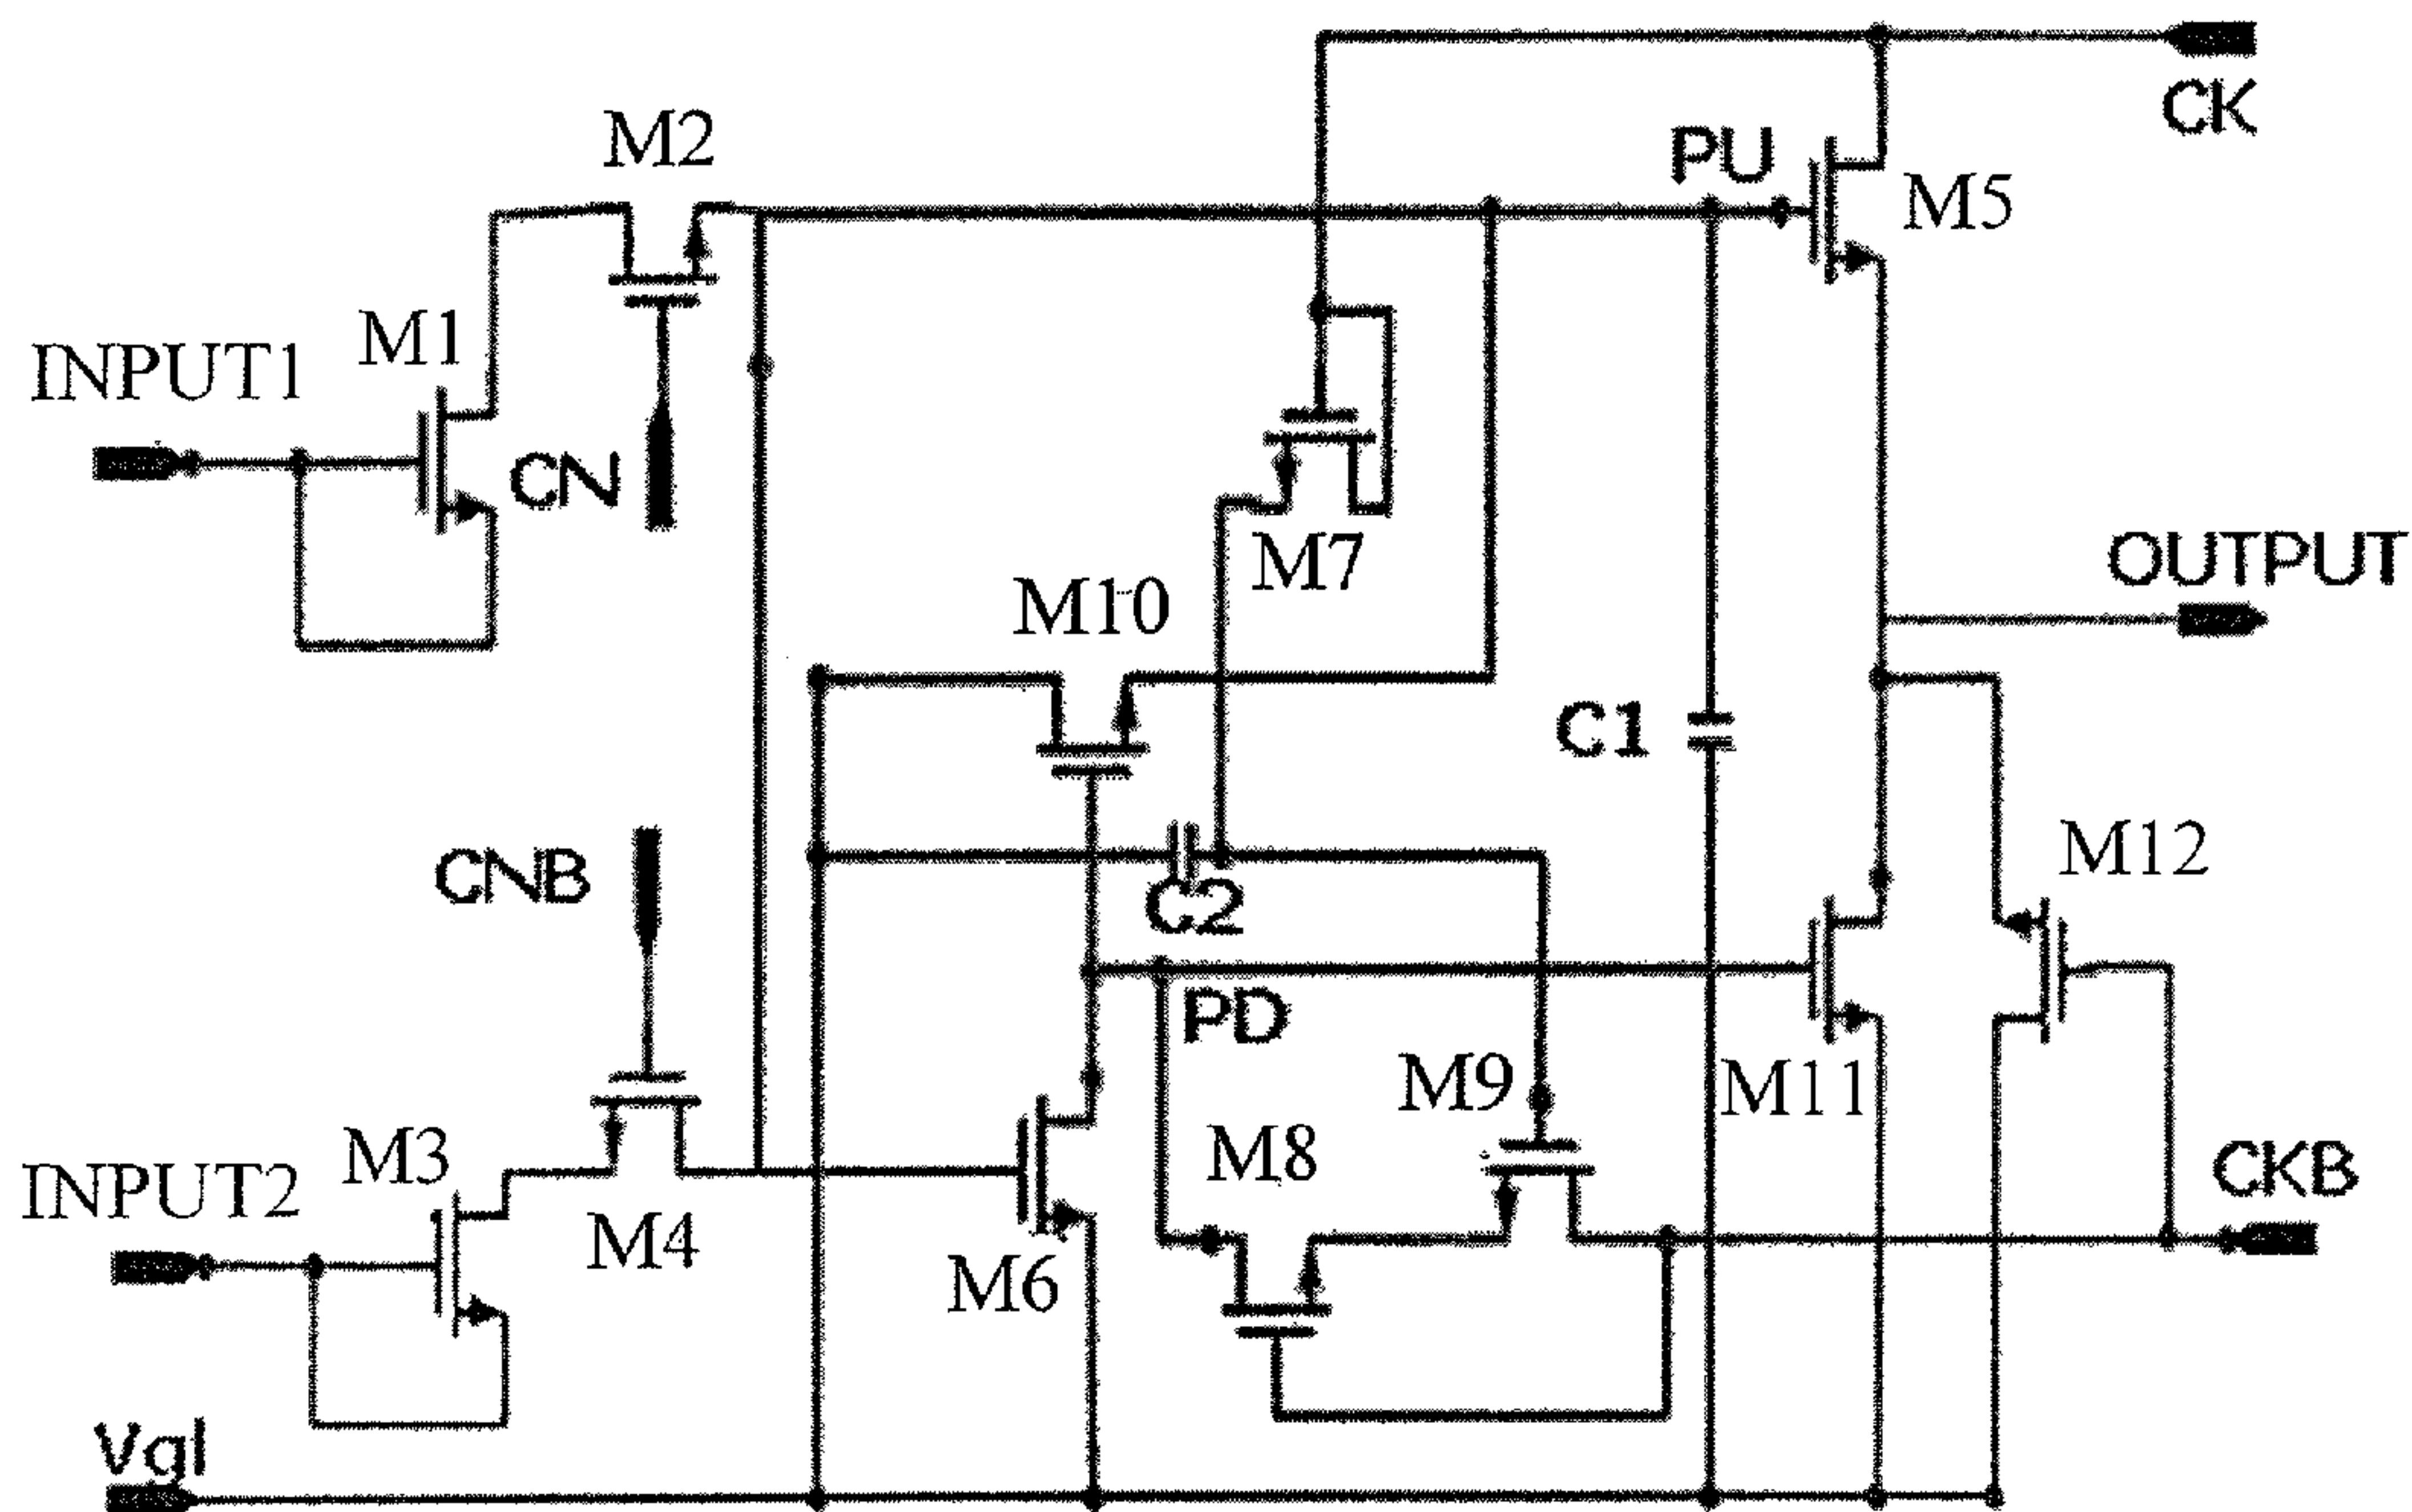 CK
M2
PU
M5
M1
INPUT1
CN
M7
OUTPUT
M10
C1
M12
CNB
C2
PD
M9
M11
M8
M3
CKB
INPUT2
M4
M6
Vgl